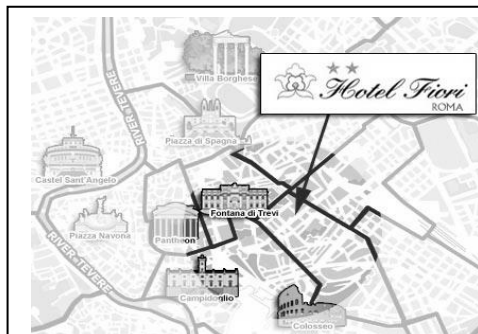 Villa Borghese
Hotel Fiori
ROMA
RIVER-TEVERE
Piazza di Spagna
Castel Sant'Angelo
Fontana di Trevi
Piazza Navona
Pantheon
RIVER-TEVERE
Campidoglio
Colosseo